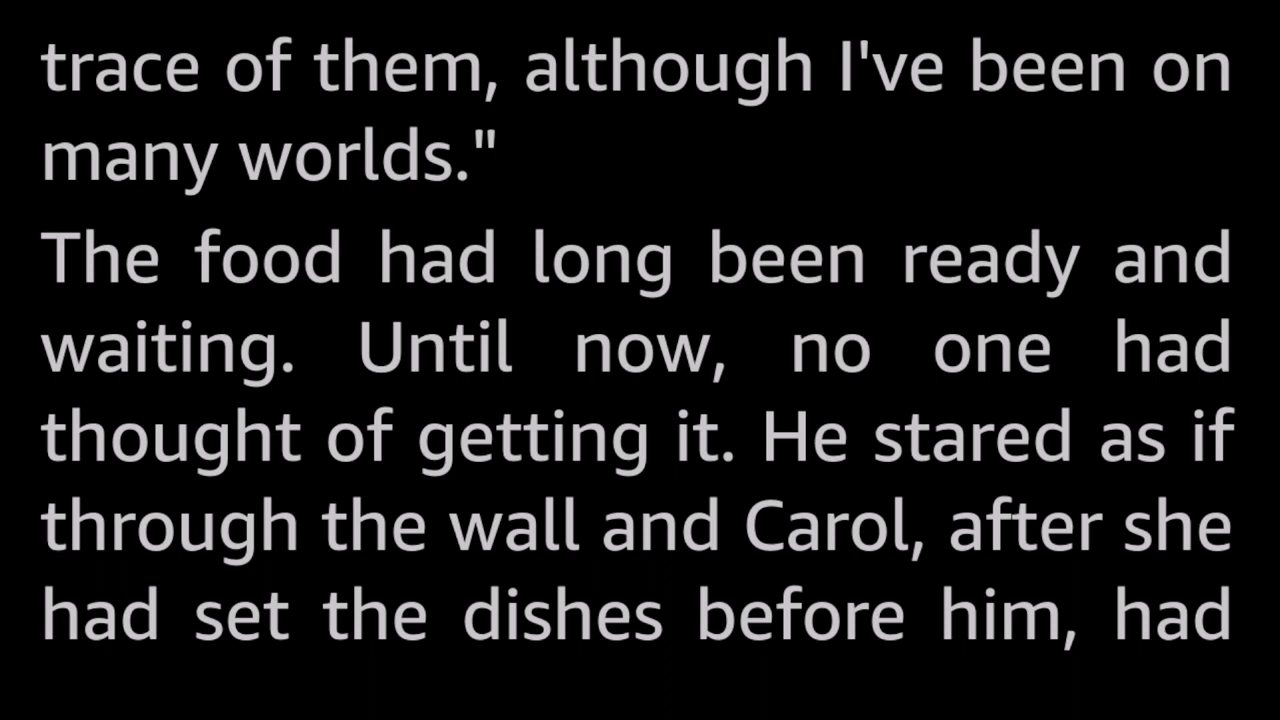 trace of them, although I've been on
many worlds."
The food had long been ready and
waiting. Until now, no one had
thought of getting it. He stared as if
through the wall and Carol, after she
had set the dishes before him, had